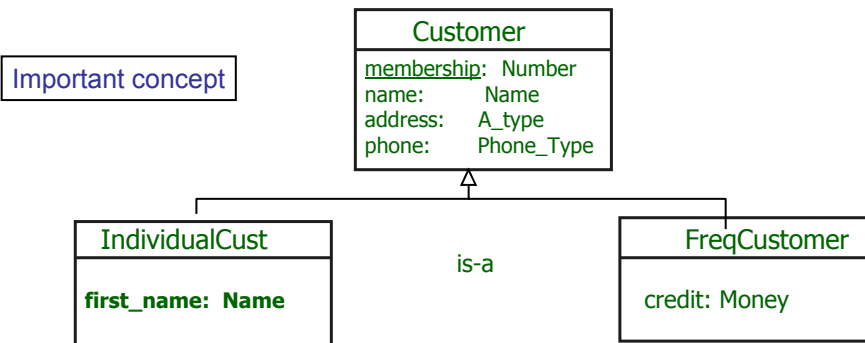 Customer
Important concept
membership: Number
name: Name
address: A_type
phone: Phone_Type
IndividualCust
FreqCustomer
is-a
first_name: Name
credit: Money